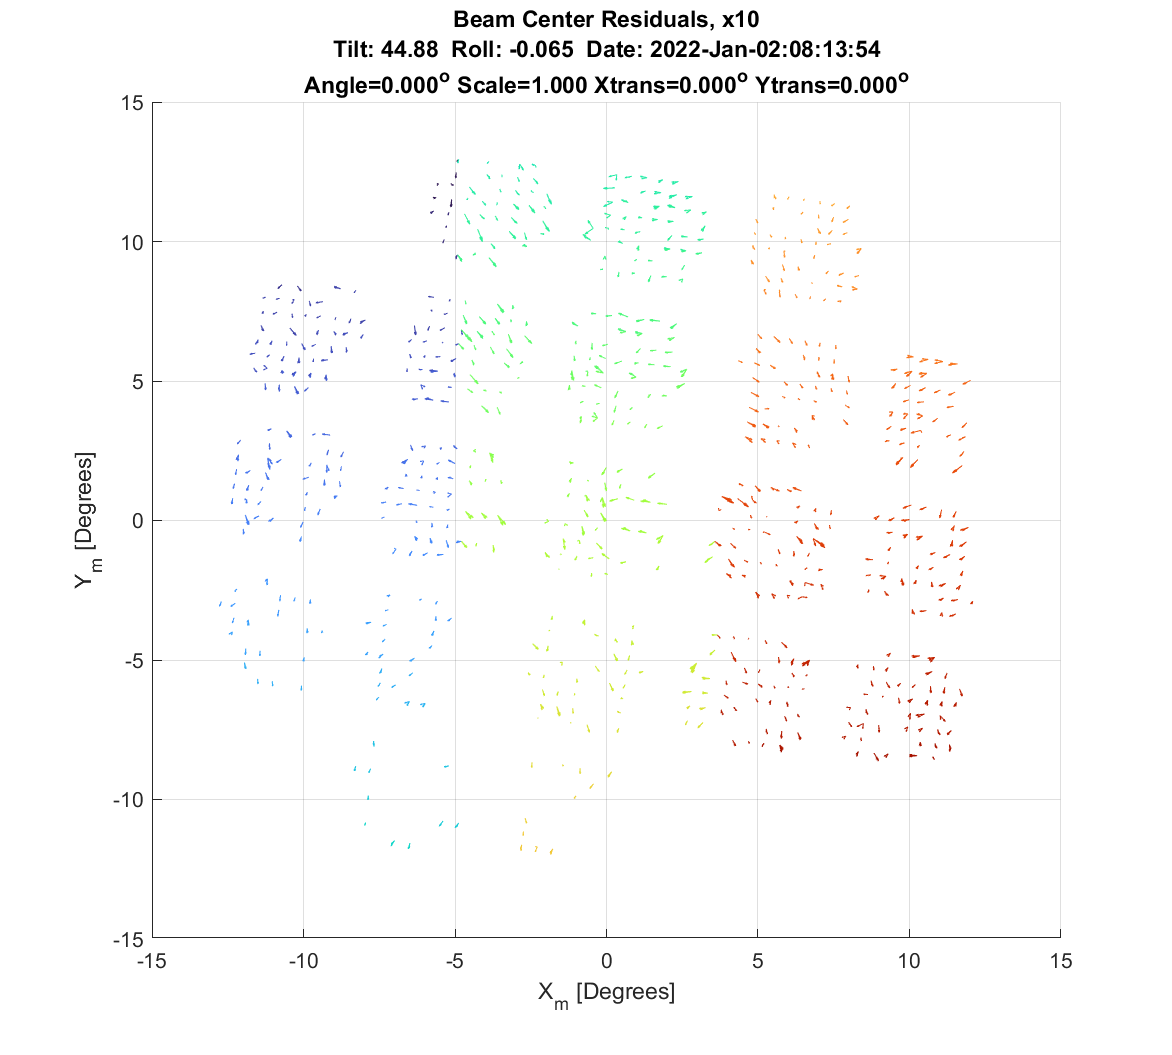 Beam Center Residuals, x10
Tilt: 44.88 Roll: -0.065 Date: 2022-Jan-02:08:13:54
Angle=0.000° Scale=1.000 Xtrans=0.000° Ytrans=0.000°
15
10
5
0
-5
-10
-15
Y_m [Degrees]
-15 -10 -5 0 5 10 15
X_m [Degrees]